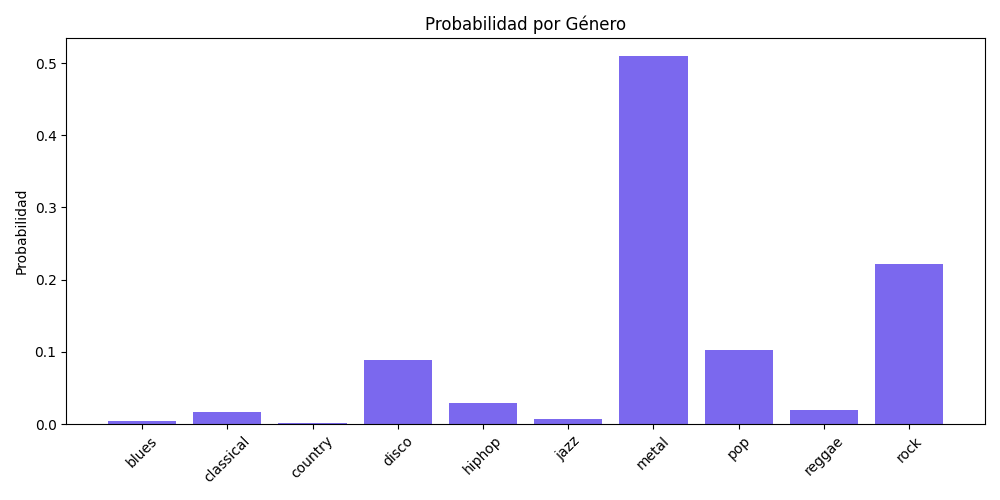 Probabilidad por Género
Probabilidad
0.5
0.4
0.3
0.2
0.1
0.0
blues
classical
country
disco
hiphop
jazz
metal
pop
reggae
rock